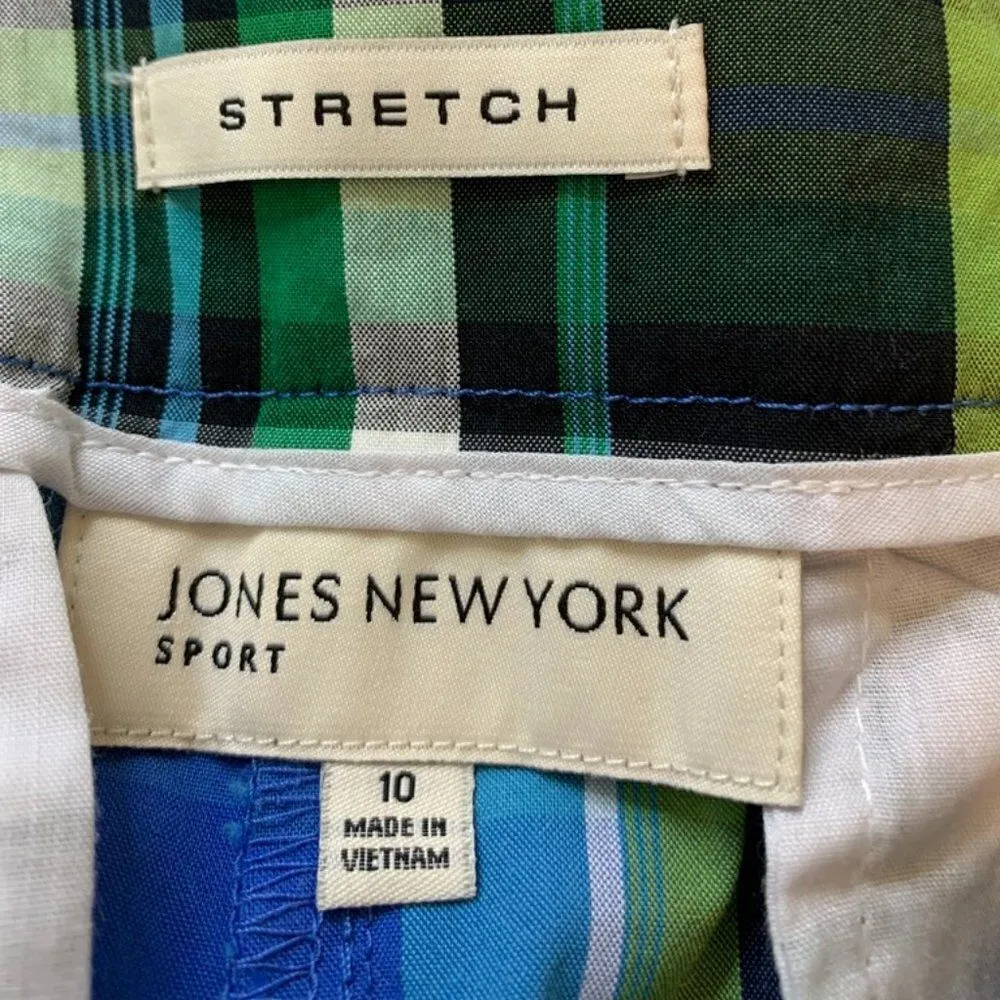 STRETCH
JONES NEW YORK
SPORT
10
MADE IN
VIETNAM